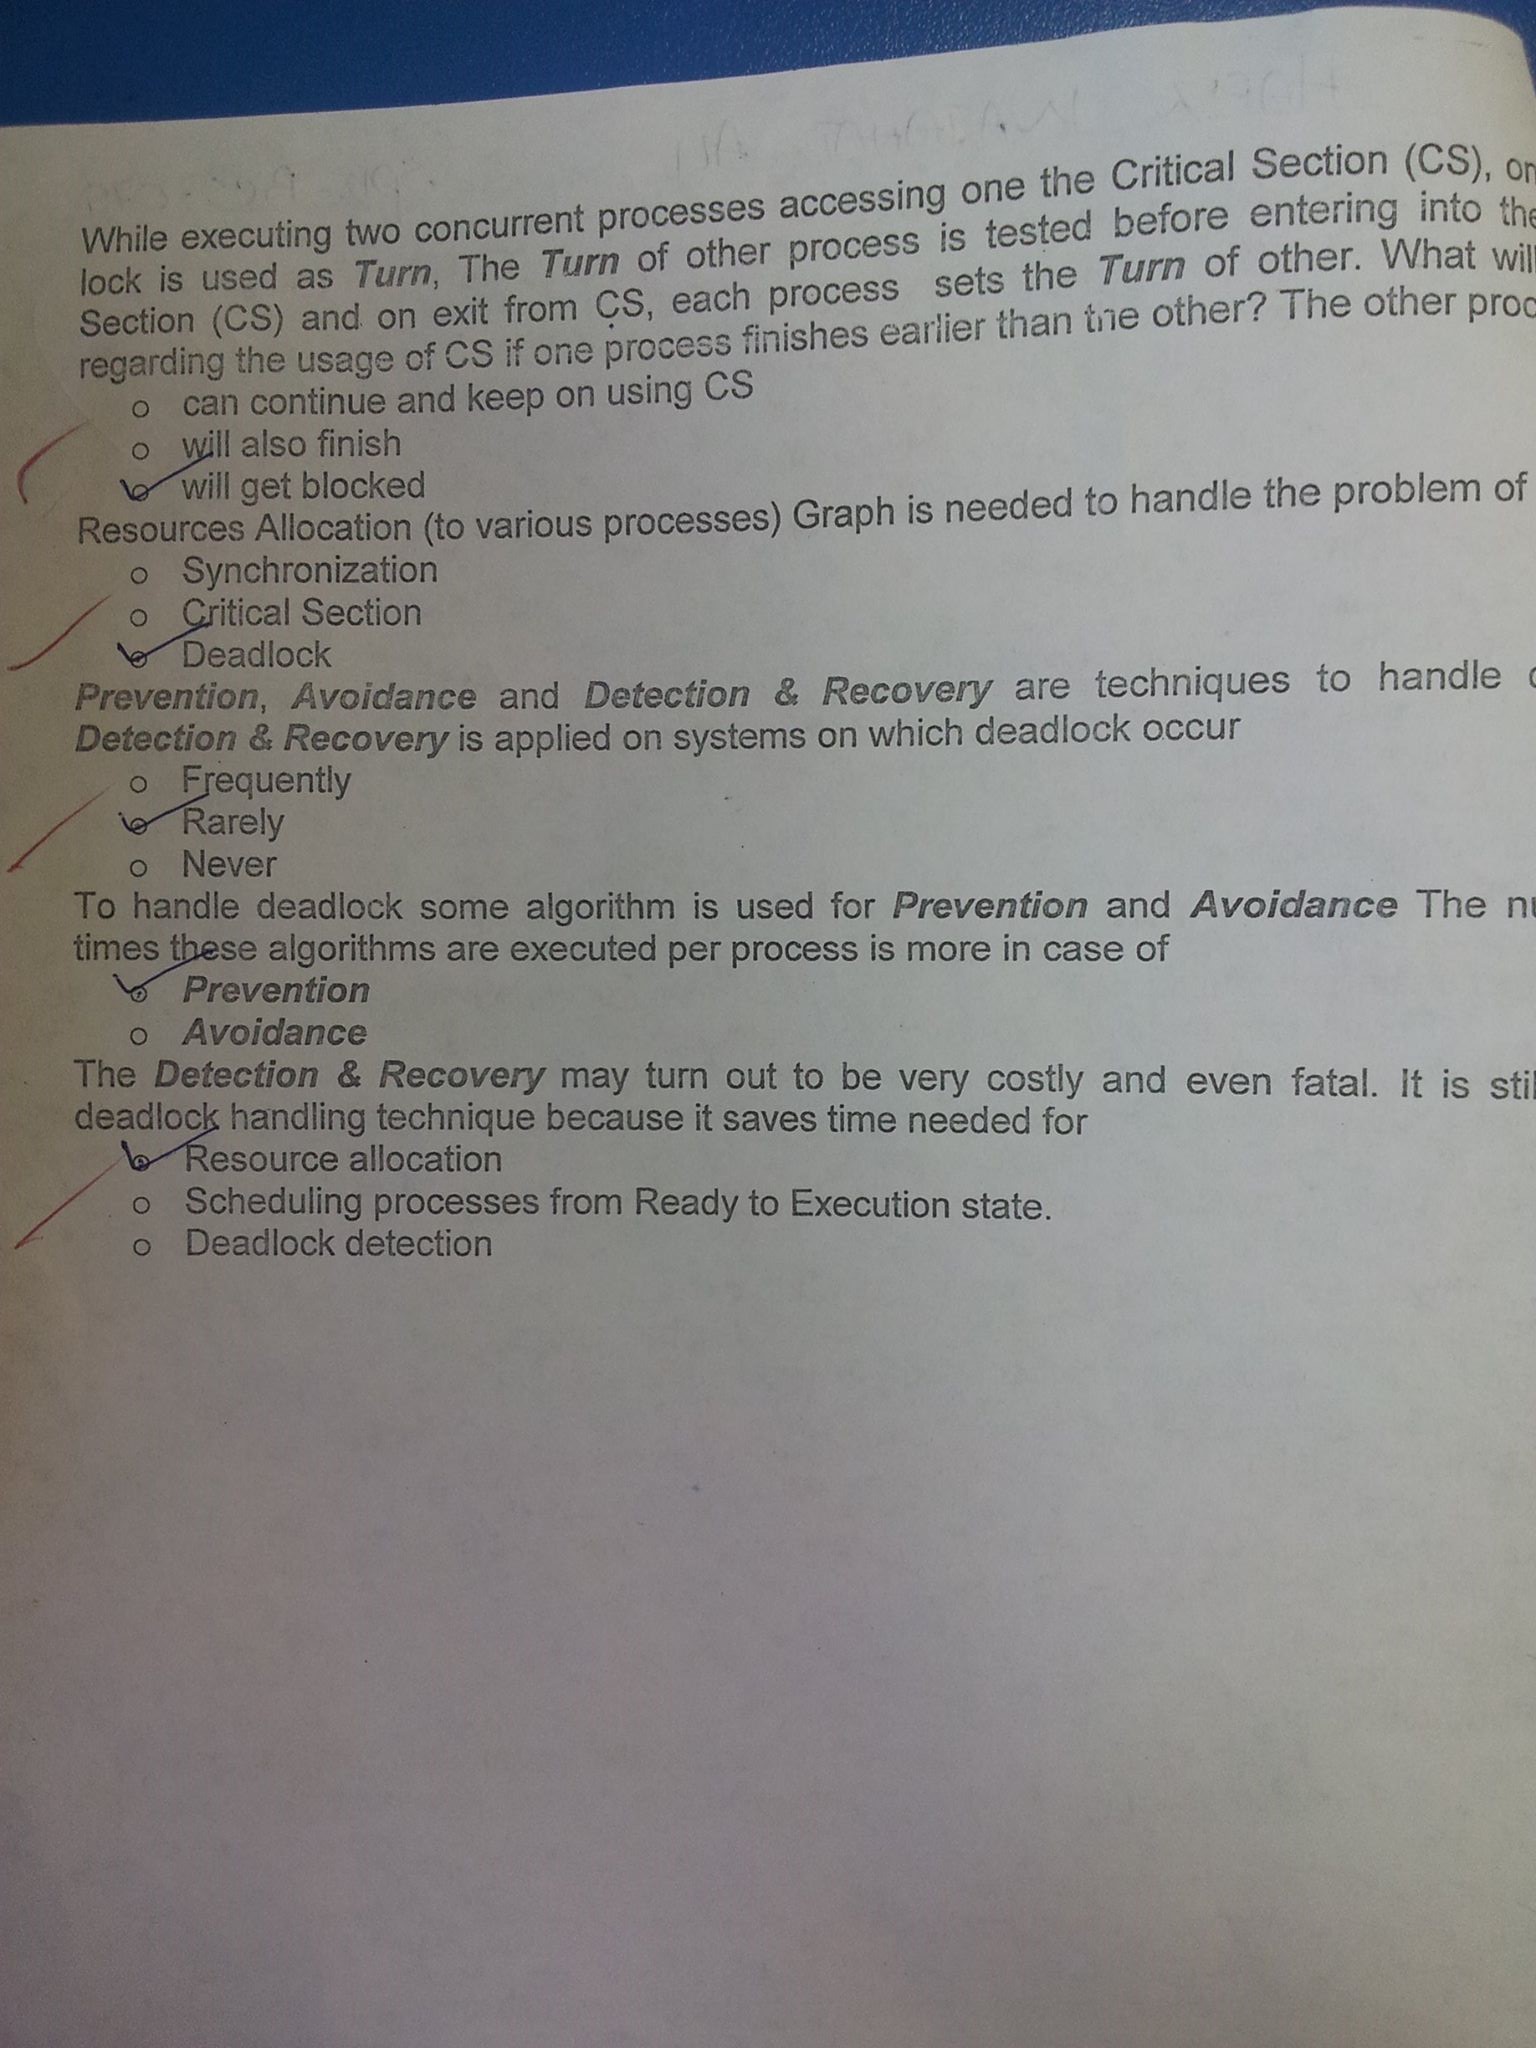 While executing two concurrent processes accessing one the Critical Section (CS),
lock is used as Turn, The Turn of other process is tested before entering into the
Section (CS) and on exit from CS, each process sets the Turn of other. What will
regarding the usage of CS if one process finishes earlier than the other? The other
o can continue and keep on using CS
o will also finish
o will get blocked
Resources Allocation (to various processes) Graph is needed to handle the problem of
o Synchronization
o Critical Section
o Deadlock
Prevention, Avoidance and Detection & Recovery are techniques to handle
Detection & Recovery is applied on systems on which deadlock occur
o Frequently
o Rarely
o Never
To handle deadlock some algorithm is used for Prevention and Avoidance The
times these algorithms are executed per process is more in case of
o Prevention
o Avoidance
The Detection & Recovery may turn out to be very costly and even fatal. It is
deadlock handling technique because it saves time needed for
o Resource allocation
o Scheduling processes from Ready to Execution state.
o Deadlock detection